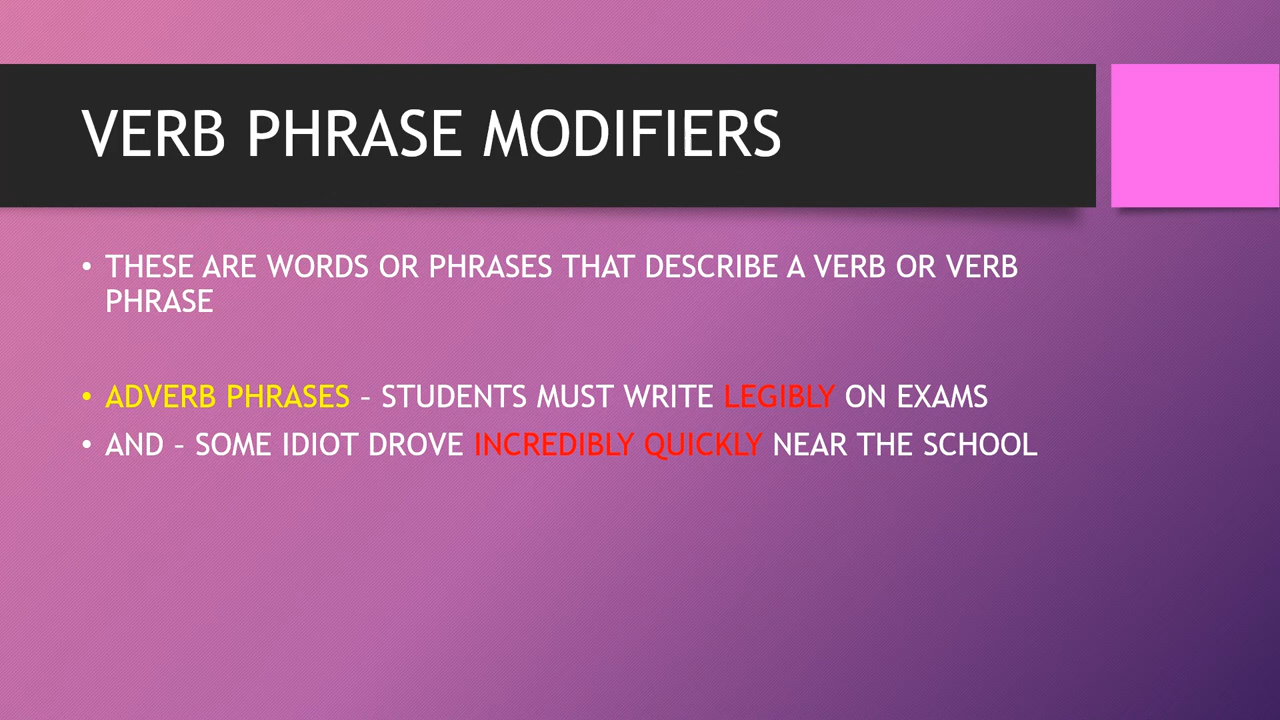 VERB PHRASE MODIFIERS
• THESE ARE WORDS OR PHRASES THAT DESCRIBE A VERB OR VERB
PHRASE
• ADVERB PHRASES – STUDENTS MUST WRITE LEGIBLY ON EXAMS
• AND – SOME IDIOT DROVE INCREDIBLY QUICKLY NEAR THE SCHOOL